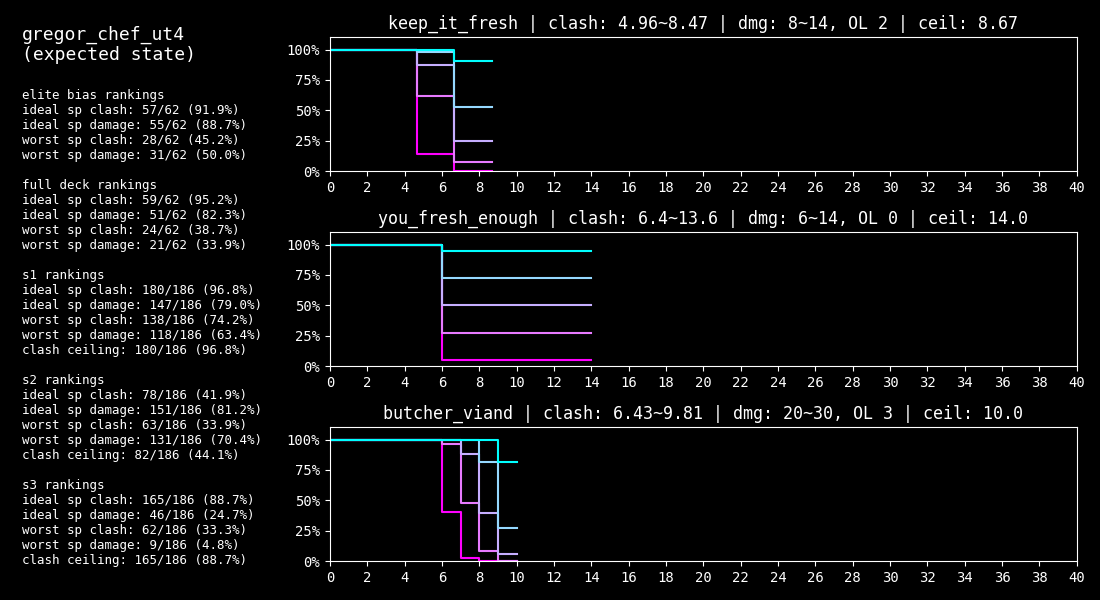 gregor_chef_ut4
(expected state)
elite bias rankings
ideal sp clash: 57/62 (91.9%)
ideal sp damage: 55/62 (88.7%)
worst sp clash: 28/62 (45.2%)
worst sp damage: 31/62 (50.0%)
full deck rankings
ideal sp clash: 59/62 (95.2%)
ideal sp damage: 51/62 (82.3%)
worst sp clash: 24/62 (38.7%)
worst sp damage: 21/62 (33.9%)
s1 rankings
ideal sp clash: 180/186 (96.8%)
ideal sp damage: 147/186 (79.0%)
worst sp clash: 138/186 (74.2%)
worst sp damage: 118/186 (63.4%)
clash ceiling: 180/186 (96.8%)
s2 rankings
ideal sp clash: 78/186 (41.9%)
ideal sp damage: 151/186 (81.2%)
worst sp clash: 63/186 (33.9%)
worst sp damage: 131/186 (70.4%)
clash ceiling: 82/186 (44.1%)
s3 rankings
ideal sp clash: 165/186 (88.7%)
ideal sp damage: 46/186 (24.7%)
worst sp clash: 62/186 (33.3%)
worst sp damage: 9/186 (4.8%)
clash ceiling: 165/186 (88.7%)
keep_it_fresh | clash: 4.96~8.47 | dmg: 8~14, OL 2 | ceil: 8.67
100%
75%
50%
25%
0%
0 2 4 6 8 10 12 14 16 18 20 22 24 26 28 30 32 34 36 38 40
you_fresh_enough | clash: 6.4~13.6 | dmg: 6~14, OL 0 | ceil: 14.0
100%
75%
50%
25%
0%
0 2 4 6 8 10 12 14 16 18 20 22 24 26 28 30 32 34 36 38 40
butcher_viand | clash: 6.43~9.81 | dmg: 20~30, OL 3 | ceil: 10.0
100%
75%
50%
25%
0%
0 2 4 6 8 10 12 14 16 18 20 22 24 26 28 30 32 34 36 38 40